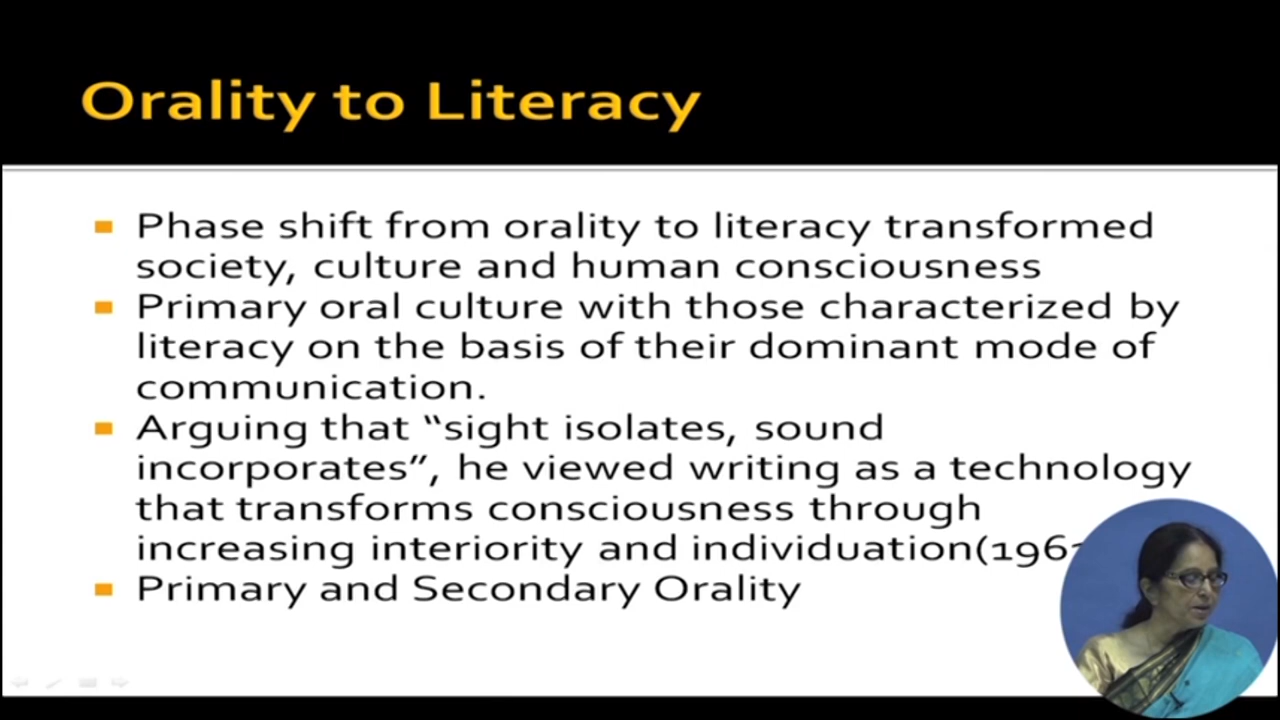 Orality to Literacy
Phase shift from orality to literacy transformed
society, culture and human consciousness
Primary oral culture with those characterized by
literacy on the basis of their dominant mode of
communication.
Arguing that “sight isolates, sound
incorporates”, he viewed writing as a technology
that transforms consciousness through
increasing interiority and individuation
Primary and Secondary Orality